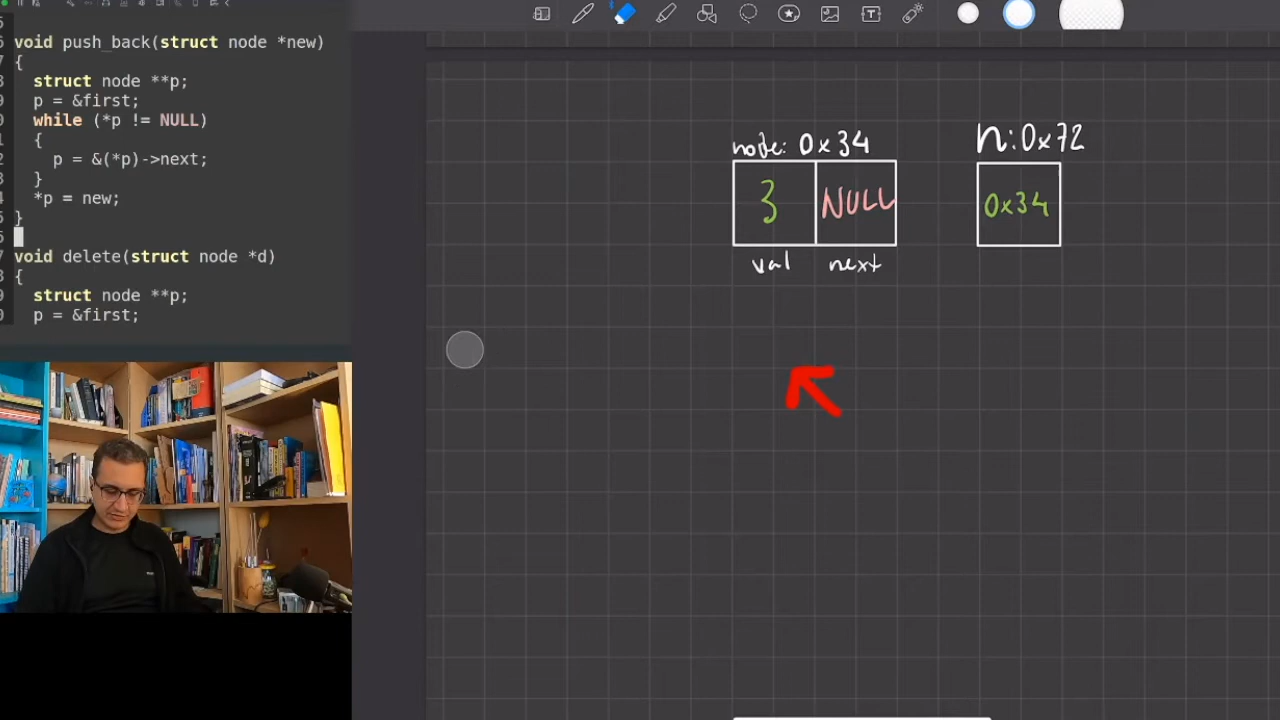 void push_back(struct node *new)
{
struct node **p;
p = &first;
while (*p != NULL)
{
p = &(*p)->next;
}
*p = new;
}
void delete(struct node *d)
{
struct node **p;
p = &first;
node: 0x34
3 NULL
val next
n:0x72
0x34